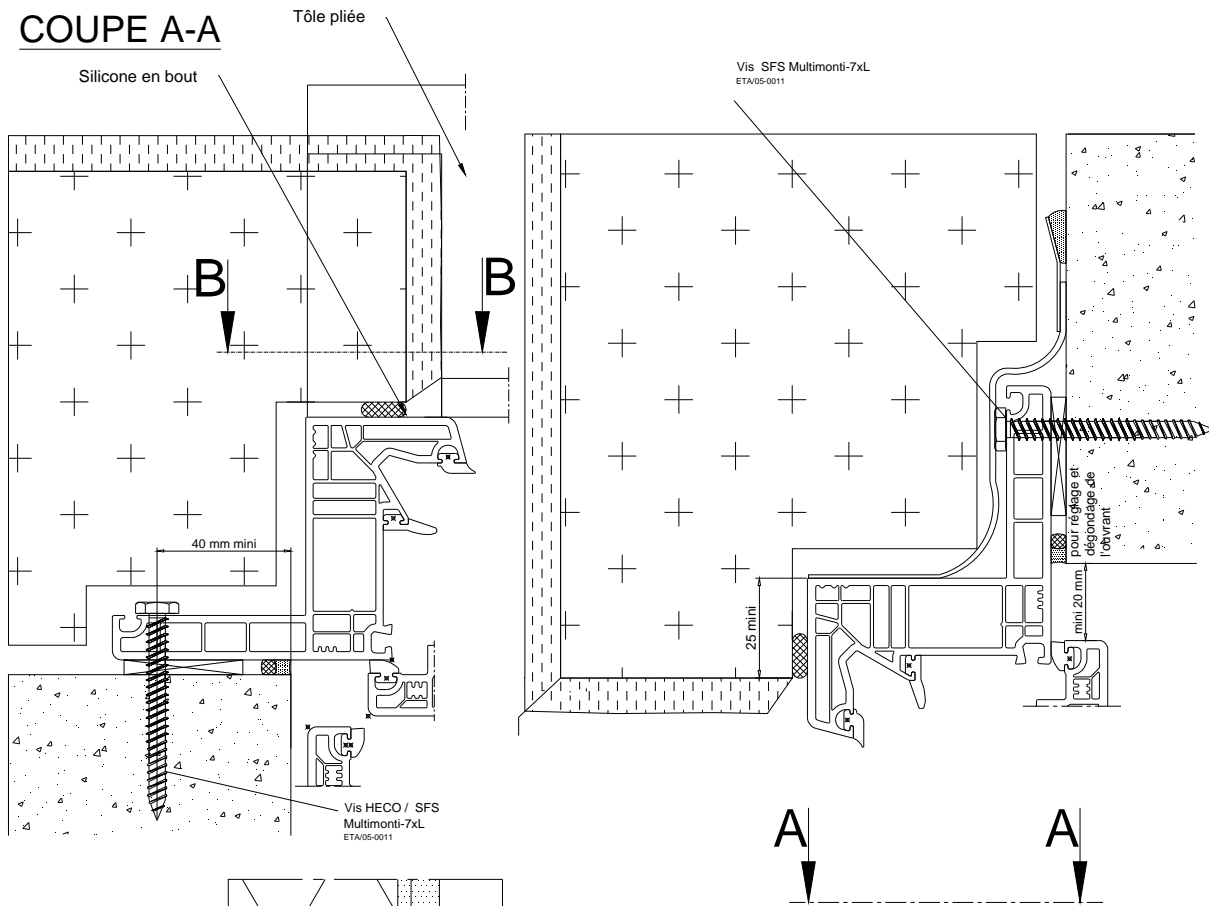 COUPE A-A
Tôle pliée
Silicone en bout
Vis SFS Multimonti-7xL
ETA/05-0011
B
B
40 mm mini
25 mini
pour réglage et
dégondage de
l'ouvrant
mini 20 mm
Vis HECO / SFS
Multimonti-7xL
ETA/05-0011
A
A